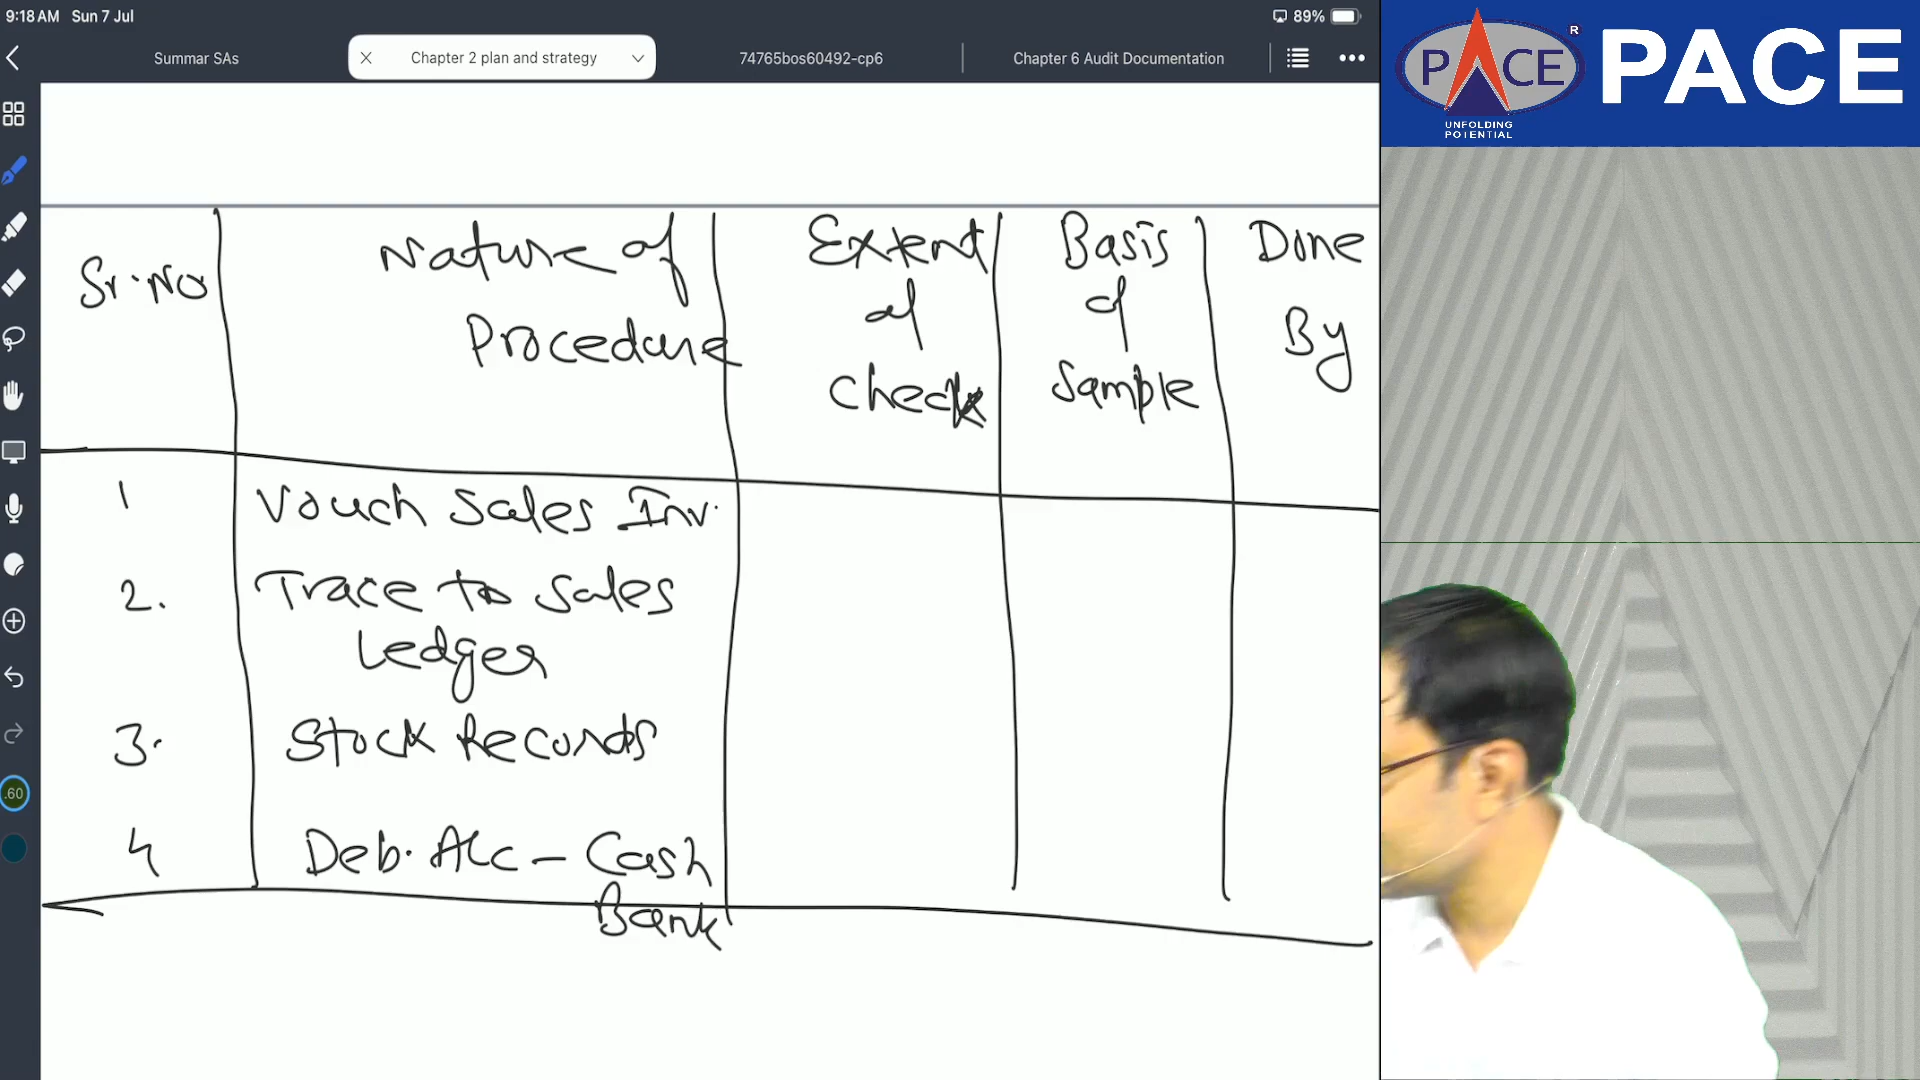 9:18 AM Sun 7 Jul
89%
Summar SAs
Chapter 2 plan and strategy
74765bos60492-cp6
Chapter 6 Audit Documentation
PACE ®
UNFOLDING
POTENTIAL
PACE
Sr. No
Nature of
Procedure
Extent
of
check
Basis
of
Sample
Done
By
1 Vouch Sales Inv.
2. Trace to Sales
Ledger
3. Stock Records
4 Deb. Acc - Cash
Bank
.60